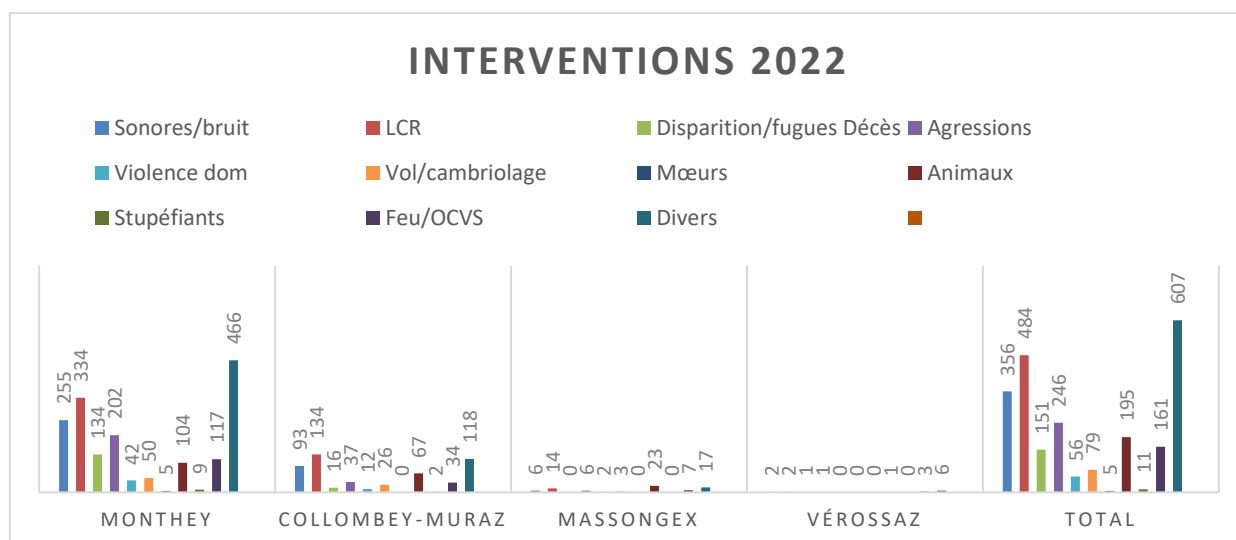 INTERVENTIONS 2022
Sonores/bruit LCR Disparition/fugues Décès Agressions
Violence dom Vol/cambriolage Mœurs Animaux
Stupéfiants Feu/OCVS Divers
255 334 134 202 42 50 5 104 9 117 466
93 134 16 37 12 26 0 67 2 34 118
6 14 0 6 2 3 0 23 0 7 17
2 2 1 1 0 0 0 1 0 3 6
356 484 151 246 56 79 5 195 11 161 607
MONTHEY COLLOMBEY-MURAZ MASSONGEX VÉROSSAZ TOTAL